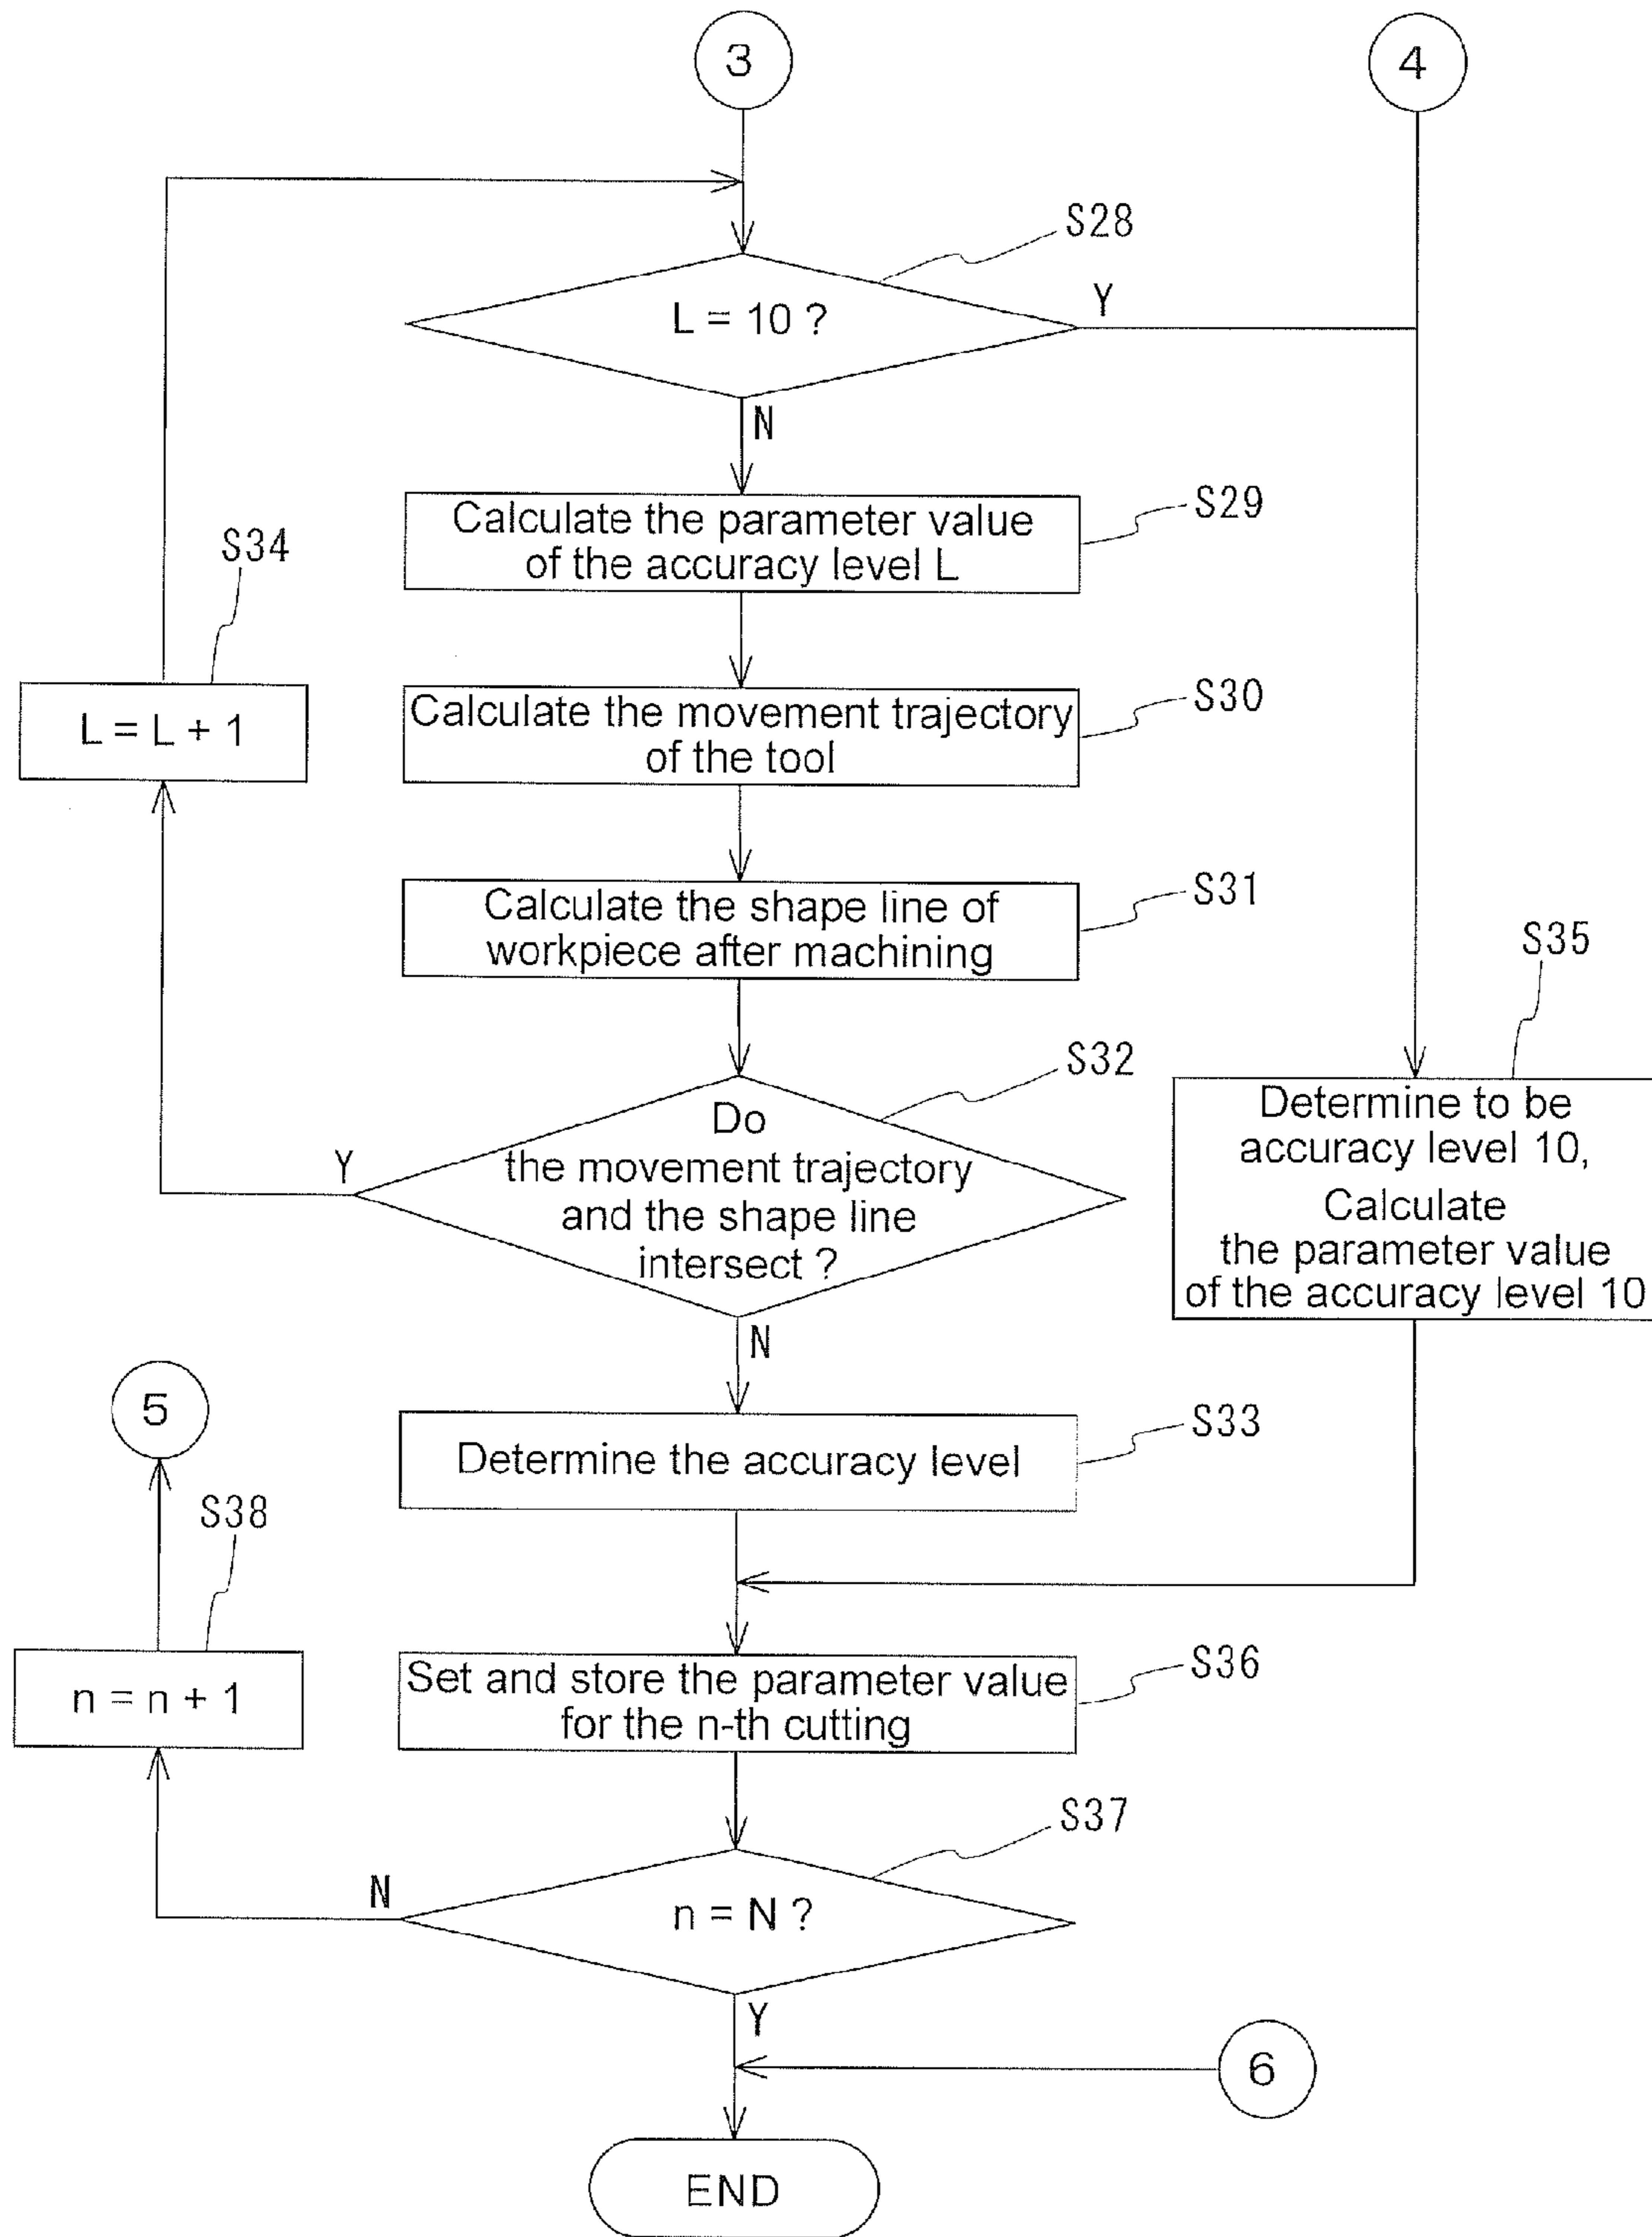 3
4
S28
L = 10 ?
Y
N
Calculate the parameter value
of the accuracy level L
S29
S34
L = L + 1
Calculate the movement trajectory
of the tool
S30
Calculate the shape line of
workpiece after machining
S31
S35
Determine to be
accuracy level 10,
Calculate
the parameter value
of the accuracy level 10
S32
Do
the movement trajectory
and the shape line
intersect ?
Y
N
5
Determine the accuracy level
S33
S38
n = n + 1
Set and store the parameter value
for the n-th cutting
S36
S37
n = N ?
N
Y
6
END